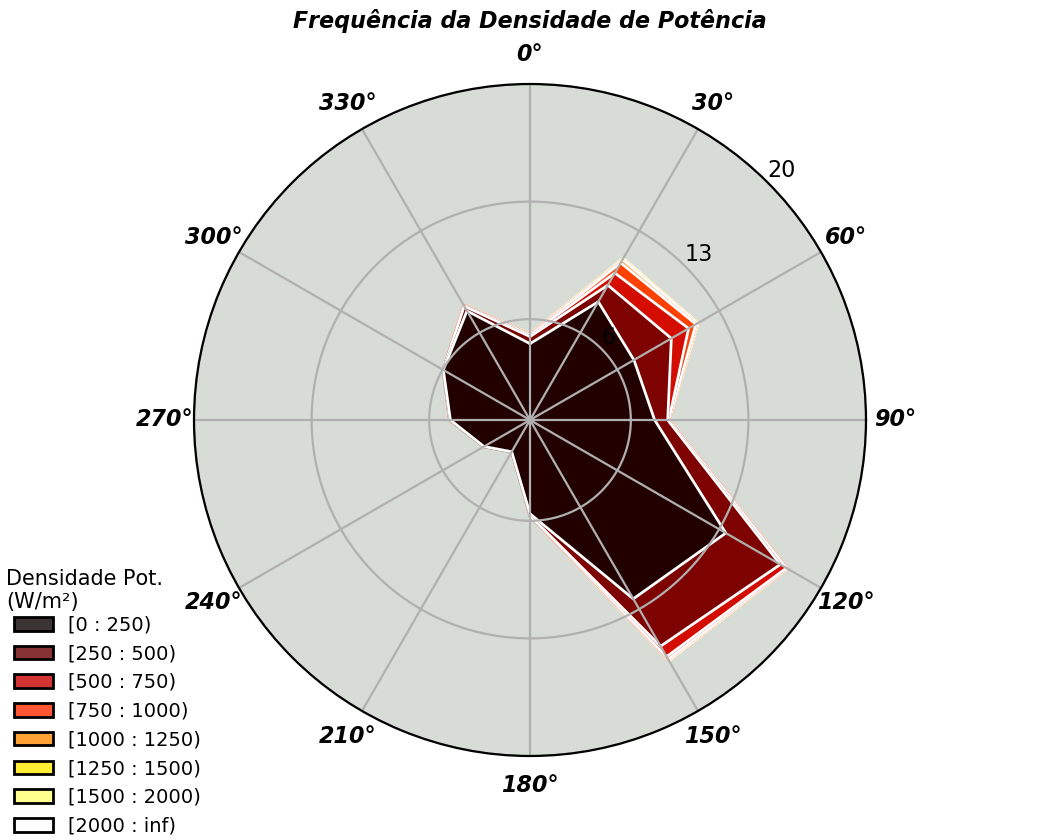 Frequência da Densidade de Potência
0°
330°
30°
20
300°
60°
13
6
270°
90°
Densidade Pot.
(W/m²)
240°
120°
[0 : 250)
[250 : 500)
[500 : 750)
[750 : 1000)
210°
150°
[1000 : 1250)
[1250 : 1500)
180°
[1500 : 2000)
[2000 : inf)